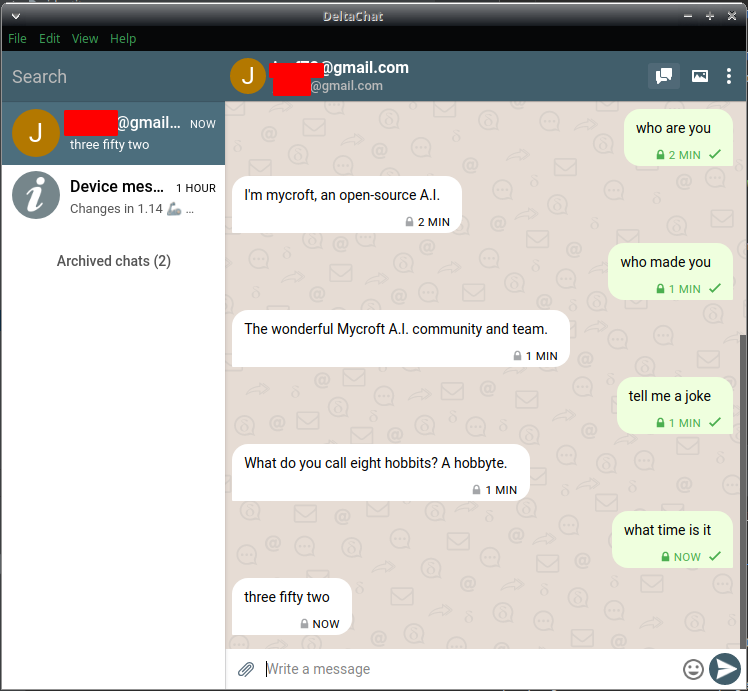 DeltaChat
File Edit View Help
Search
J
@gmail.com
@gmail.com
J
@gmail... NOW
three fifty two
Device mes... 1 HOUR
Changes in 1.14 🦾 ...
Archived chats (2)
who are you
2 MIN
I'm mycroft, an open-source A.I.
2 MIN
who made you
1 MIN
The wonderful Mycroft A.I. community and team.
1 MIN
tell me a joke
1 MIN
What do you call eight hobbits? A hobbyte.
1 MIN
what time is it
NOW
three fifty two
NOW
Write a message